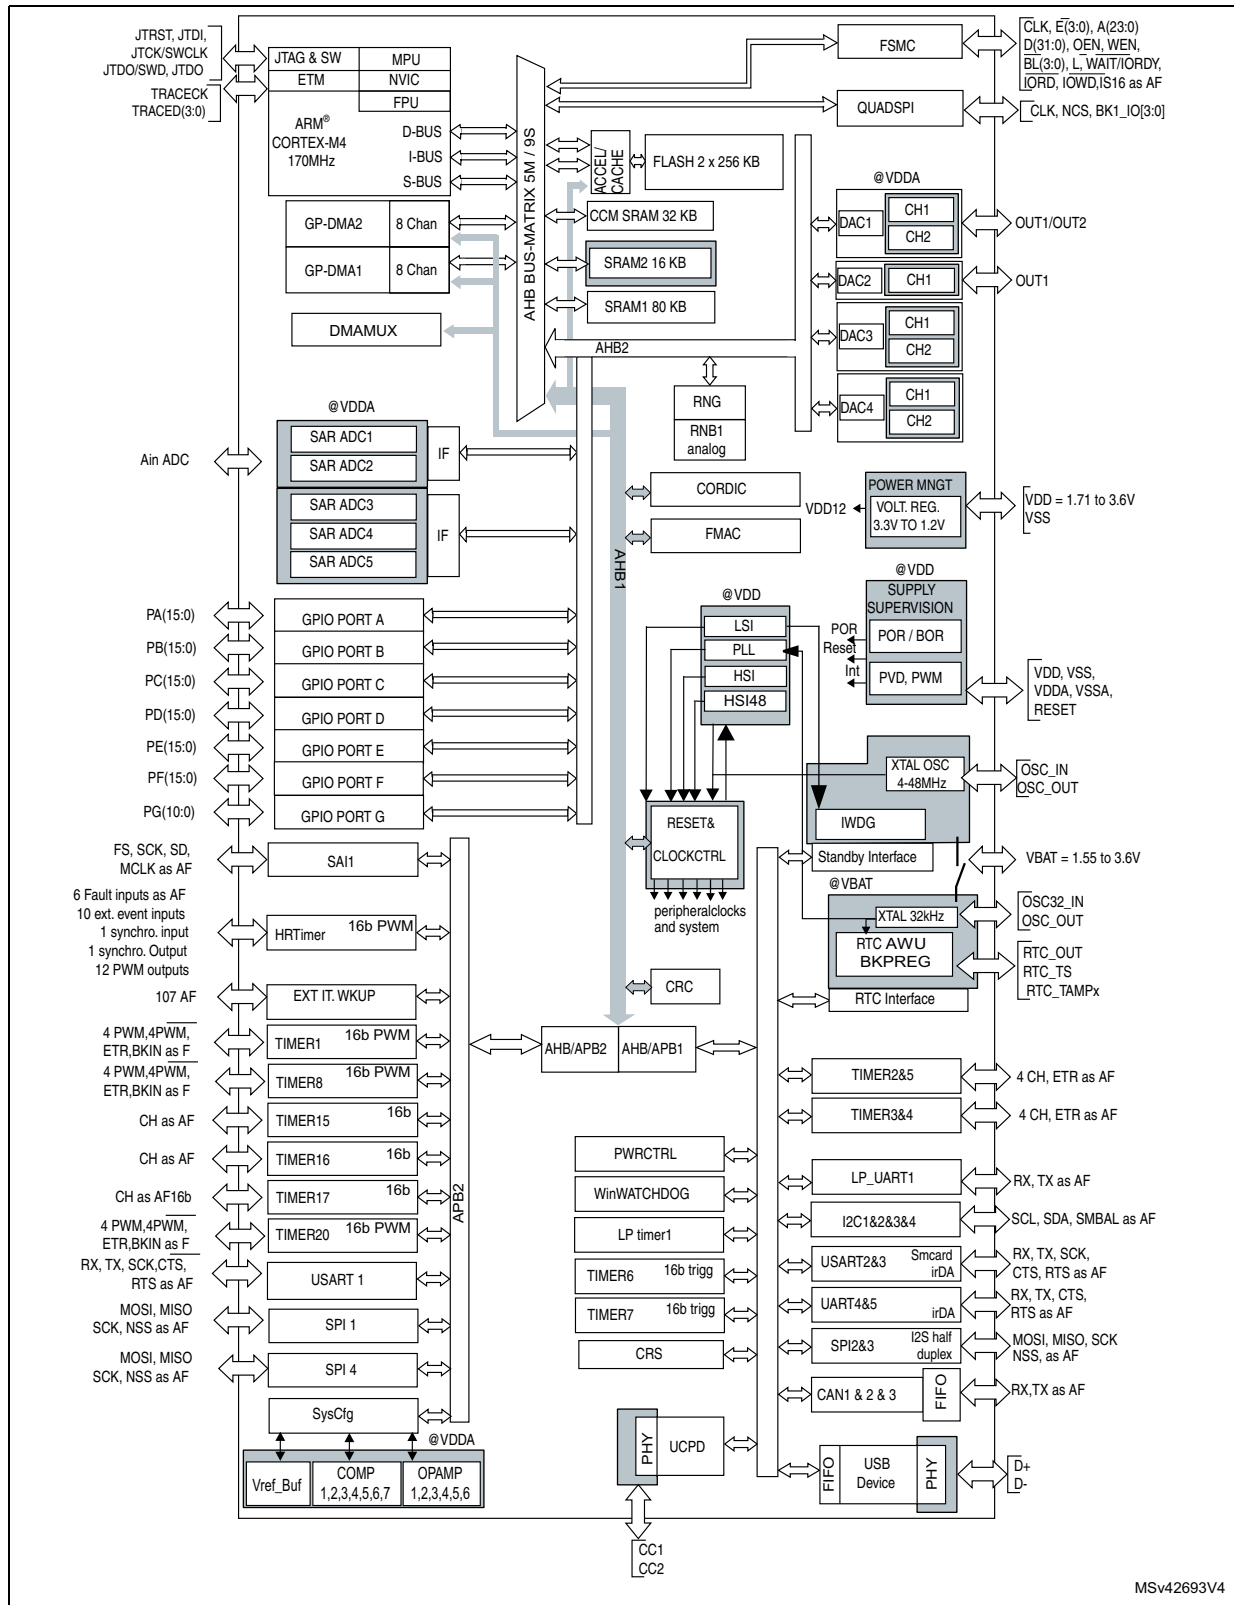 JTRST, JTDI,
JTCK/SWCLK
JTDO/SWD, JTDO
TRACECK
TRACED(3:0)
JTAG & SW
MPU
ETM
NVIC
FPU
ARM®
CORTEX-M4
170MHz
D-BUS
I-BUS
S-BUS
GP-DMA2
8 Chan
GP-DMA1
8 Chan
DMAMUX
AHB BUS-MATRIX 5M / 9S
FSMC
CLK, E(3:0), A(23:0)
D(31:0), OEN, WEN,
BL(3:0), L, WAIT/IORDY,
IORD, IOWD,IS16 as AF
QUADSPI
CLK, NCS, BK1_IO[3:0]
ACCEL/
CACHE
FLASH 2 x 256 KB
CCM SRAM 32 KB
SRAM2 16 KB
SRAM1 80 KB
AHB2
RNG
RNB1
analog
@VDDA
DAC1
CH1
CH2
OUT1/OUT2
DAC2
CH1
OUT1
DAC3
CH1
CH2
DAC4
CH1
CH2
@VDDA
SAR ADC1
SAR ADC2
IF
Ain ADC
SAR ADC3
SAR ADC4
SAR ADC5
IF
CORDIC
FMAC
AHB1
POWER MNGT
VOLT. REG.
3.3V TO 1.2V
VDD12
VDD = 1.71 to 3.6V
VSS
@VDD
SUPPLY
SUPERVISION
POR / BOR
PVD, PWM
POR
Reset
Int
VDD, VSS,
VDDA, VSSA,
RESET
@VDD
LSI
PLL
HSI
HSI48
PA(15:0)
GPIO PORT A
PB(15:0)
GPIO PORT B
PC(15:0)
GPIO PORT C
PD(15:0)
GPIO PORT D
PE(15:0)
GPIO PORT E
PF(15:0)
GPIO PORT F
PG(10:0)
GPIO PORT G
XTAL OSC
4-48MHz
OSC_IN
OSC_OUT
IWDG
RESET&
CLOCKCTRL
peripheralclocks
and system
Standby Interface
VBAT = 1.55 to 3.6V
@VBAT
XTAL 32kHz
OSC32_IN
OSC_OUT
RTC AWU
BKPREG
RTC_OUT
RTC_TS
RTC_TAMPx
RTC Interface
CRC
AHB/APB2
AHB/APB1
FS, SCK, SD,
MCLK as AF
SAI1
6 Fault inputs as AF
10 ext. event inputs
1 synchro. input
1 synchro. Output
12 PWM outputs
HRTimer
16b PWM
107 AF
EXT IT. WKUP
4 PWM,4PWM,
ETR,BKIN as F
TIMER1
16b PWM
4 PWM,4PWM,
ETR,BKIN as F
TIMER8
16b PWM
CH as AF
TIMER15
16b
CH as AF
TIMER16
16b
CH as AF16b
TIMER17
16b
4 PWM,4PWM,
ETR,BKIN as F
TIMER20
16b PWM
RX, TX, SCK,CTS,
RTS as AF
USART 1
MOSI, MISO
SCK, NSS as AF
SPI 1
MOSI, MISO
SCK, NSS as AF
SPI 4
SysCfg
APB2
@VDDA
Vref_Buf
COMP
1,2,3,4,5,6,7
OPAMP
1,2,3,4,5,6
PWRCTRL
WinWATCHDOG
LP timer1
TIMER6
16b trigg
TIMER7
16b trigg
CRS
PHY
UCPD
CC1
CC2
TIMER2&5
4 CH, ETR as AF
TIMER3&4
4 CH, ETR as AF
LP_UART1
RX, TX as AF
I2C1&2&3&4
SCL, SDA, SMBAL as AF
USART2&3
Smcard
irDA
RX, TX, SCK,
CTS, RTS as AF
UART4&5
irDA
RX, TX, CTS,
RTS as AF
SPI2&3
I2S half
duplex
MOSI, MISO, SCK
NSS, as AF
CAN1 & 2 & 3
FIFO
RX,TX as AF
FIFO
USB
Device
PHY
D+
D-
MSv42693V4